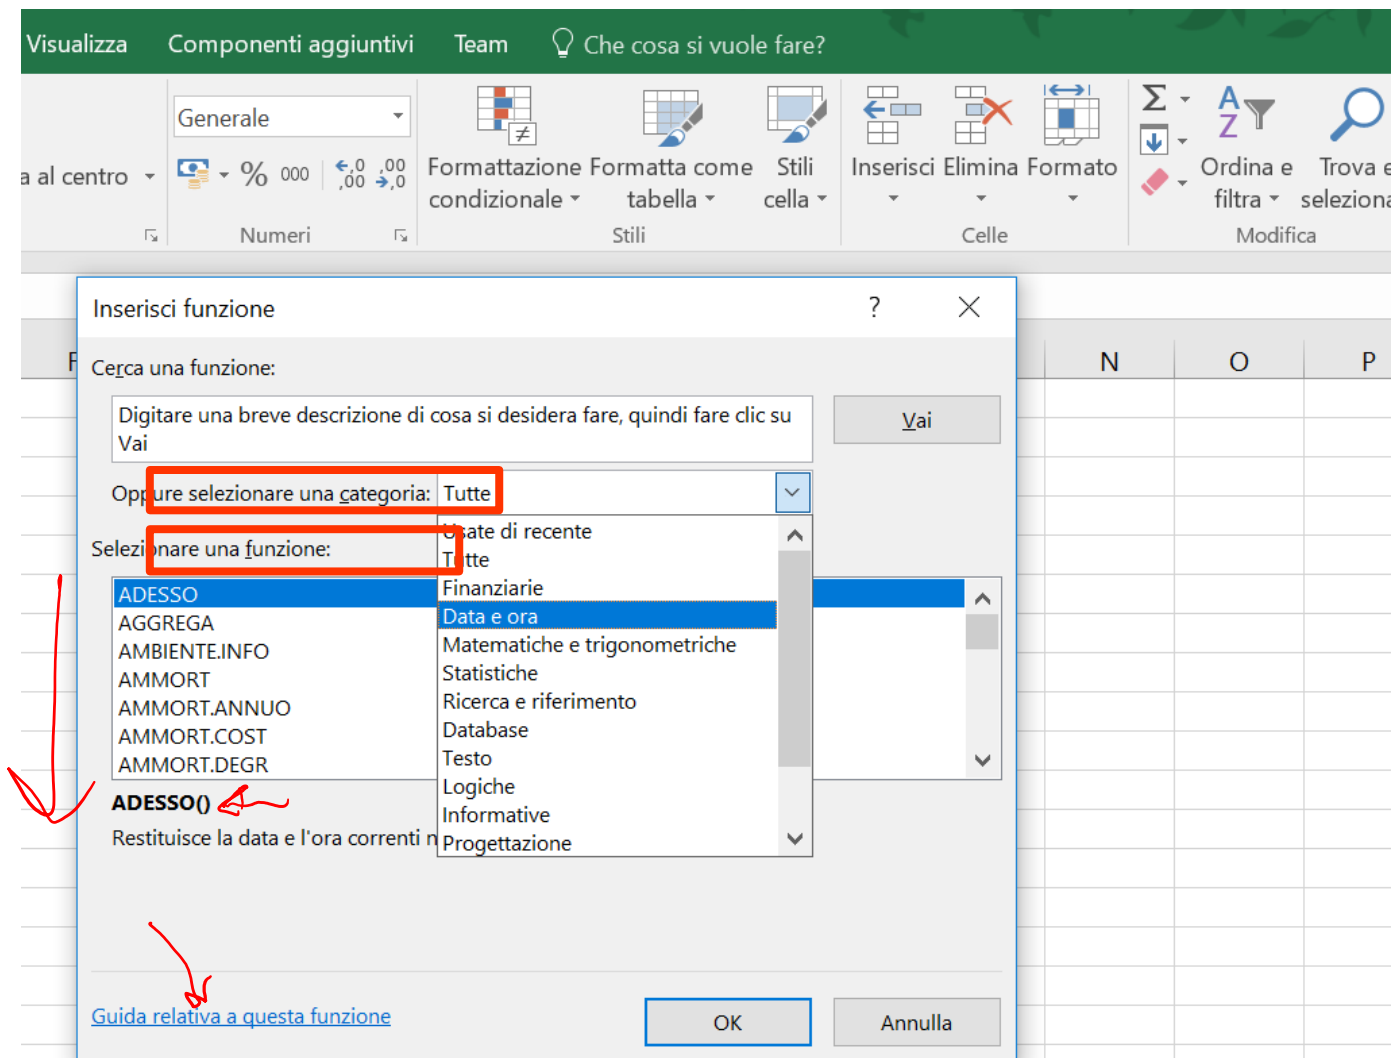 Visualizza Componenti aggiuntivi Team Che cosa si vuole fare?
Generale
a al centro % 000 ←,0 ,00 ,00 →,0
Formattazione condizionale
Formatta come tabella
Stili cella
Inserisci Elimina Formato
Σ A Z
Ordina e filtra
Trova e seleziona
Numeri Stili Celle Modifica
Inserisci funzione ?
N O P
Cerca una funzione:
Digitare una breve descrizione di cosa si desidera fare, quindi fare clic su
Vai
Vai
Oppure selezionare una categoria: Tutte
Usate di recente
Tutte
Finanziarie
Data e ora
Matematiche e trigonometriche
Statistiche
Ricerca e riferimento
Database
Testo
Logiche
Informative
Progettazione
Selezionare una funzione:
ADESSO
AGGREGA
AMBIENTE.INFO
AMMORT
AMMORT.ANNUO
AMMORT.COST
AMMORT.DEGR
ADESSO()
Restituisce la data e l'ora correnti n
Guida relativa a questa funzione
OK Annulla